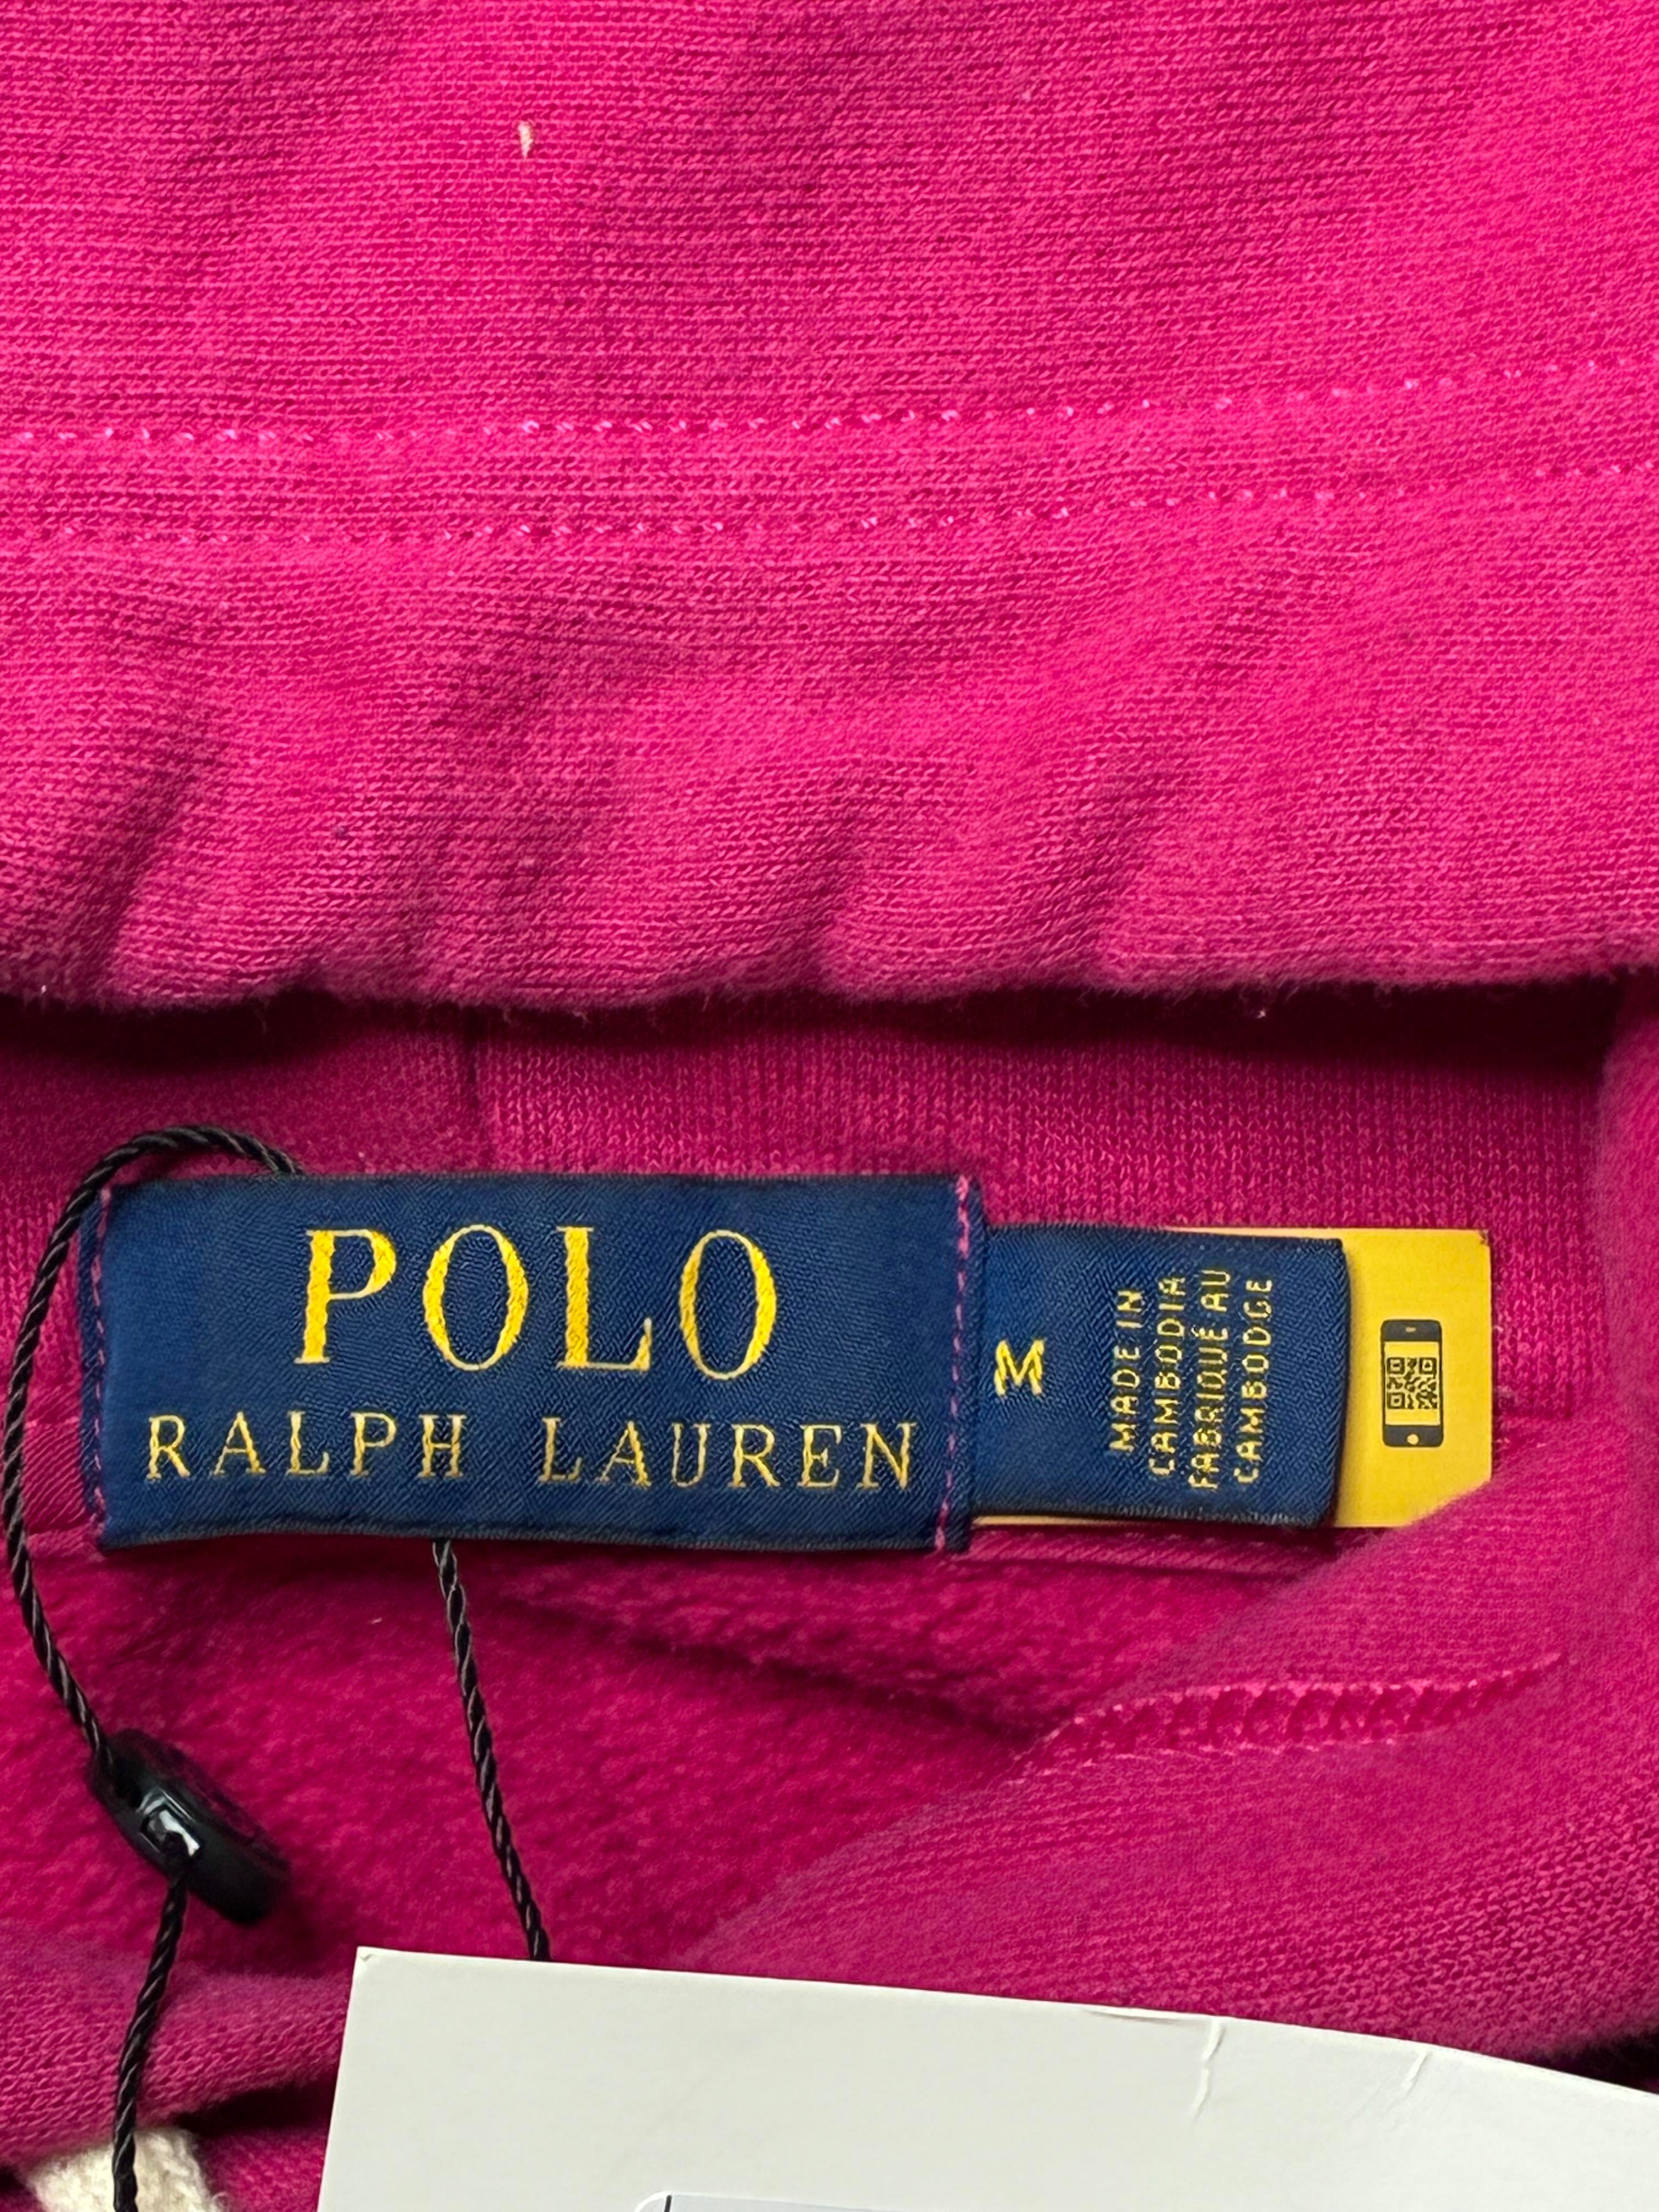 POLO
RALPH LAUREN
M
MADE IN
CAMBODIA
FABRIQUÉ AU
CAMBODGE